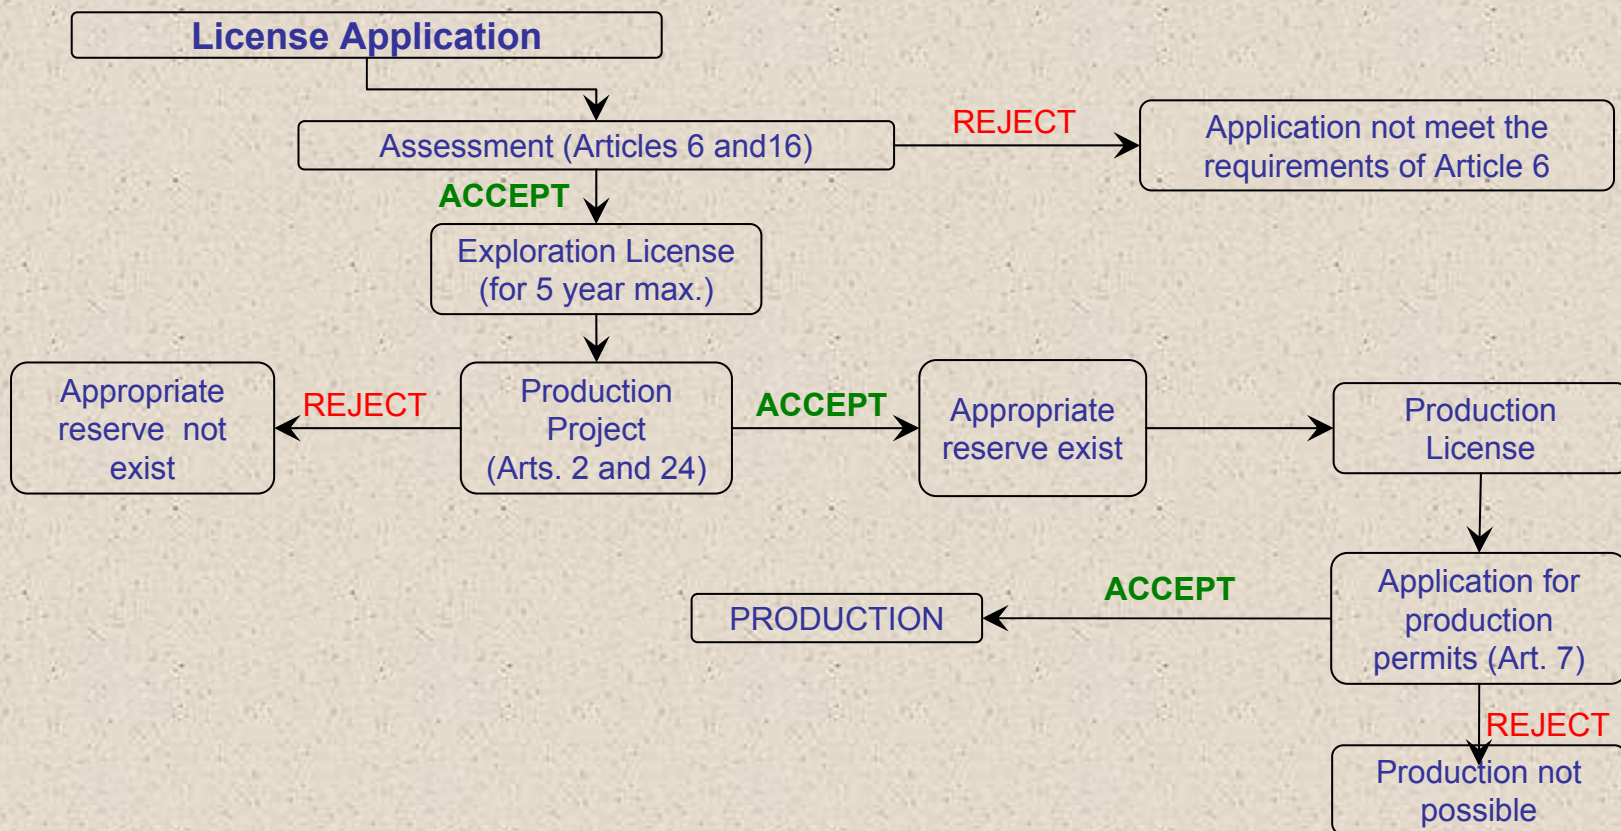 License Application
Assessment (Articles 6 and16)
REJECT
Application not meet the
requirements of Article 6
ACCEPT
Exploration License
(for 5 year max.)
Appropriate
reserve not
exist
REJECT
Production
Project
(Arts. 2 and 24)
ACCEPT
Appropriate
reserve exist
Production
License
PRODUCTION
ACCEPT
Application for
production
permits (Art. 7)
REJECT
Production not
possible